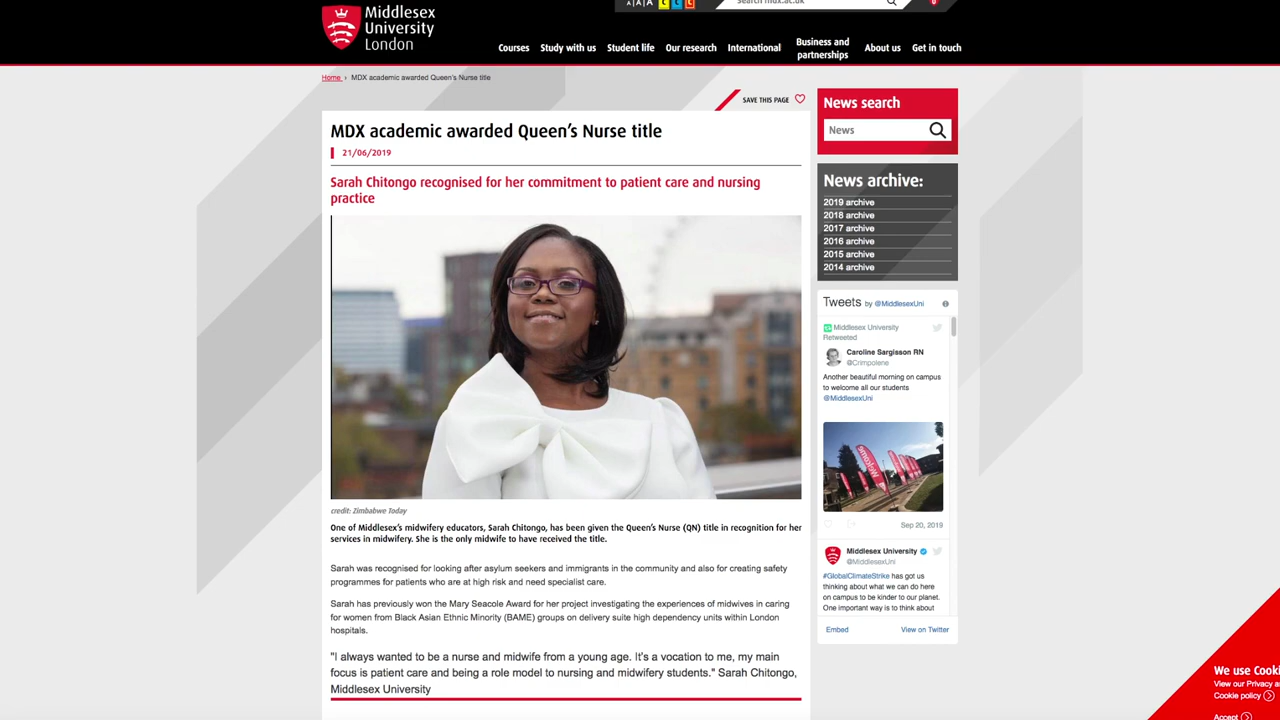 Middlesex
University
London
A A A C C C
Search mdx.ac.uk
Courses
Study with us
Student life
Our research
International
Business and
partnerships
About us
Get in touch
Home › MDX academic awarded Queen's Nurse title
SAVE THIS PAGE
MDX academic awarded Queen's Nurse title
21/06/2019
Sarah Chitongo recognised for her commitment to patient care and nursing
practice
credit: Zimbabwe Today
One of Middlesex's midwifery educators, Sarah Chitongo, has been given the Queen's Nurse (QN) title in recognition for her
services in midwifery. She is the only midwife to have received the title.
Sarah was recognised for looking after asylum seekers and immigrants in the community and also for creating safety
programmes for patients who are at high risk and need specialist care.
Sarah has previously won the Mary Seacole Award for her project investigating the experiences of midwives in caring
for women from Black Asian Ethnic Minority (BAME) groups on delivery suite high dependency units within London
hospitals.
"I always wanted to be a nurse and midwife from a young age. It's a vocation to me, my main
focus is patient care and being a role model to nursing and midwifery students." Sarah Chitongo,
Middlesex University
News search
News
News archive:
2019 archive
2018 archive
2017 archive
2016 archive
2015 archive
2014 archive
Tweets by @MiddlesexUni
Middlesex University
Retweeted
Caroline Sargisson RN
@Crimpolene
Another beautiful morning on campus
to welcome all our students
@MiddlesexUni
Welcome
Sep 20, 2019
Middlesex University
@MiddlesexUni
#GlobalClimateStrike has got us
thinking about what we can do here
on campus to be kinder to our planet.
One important way is to think about
Embed
View on Twitter
We use Cooki
View our Privacy a
Cookie policy
Accept